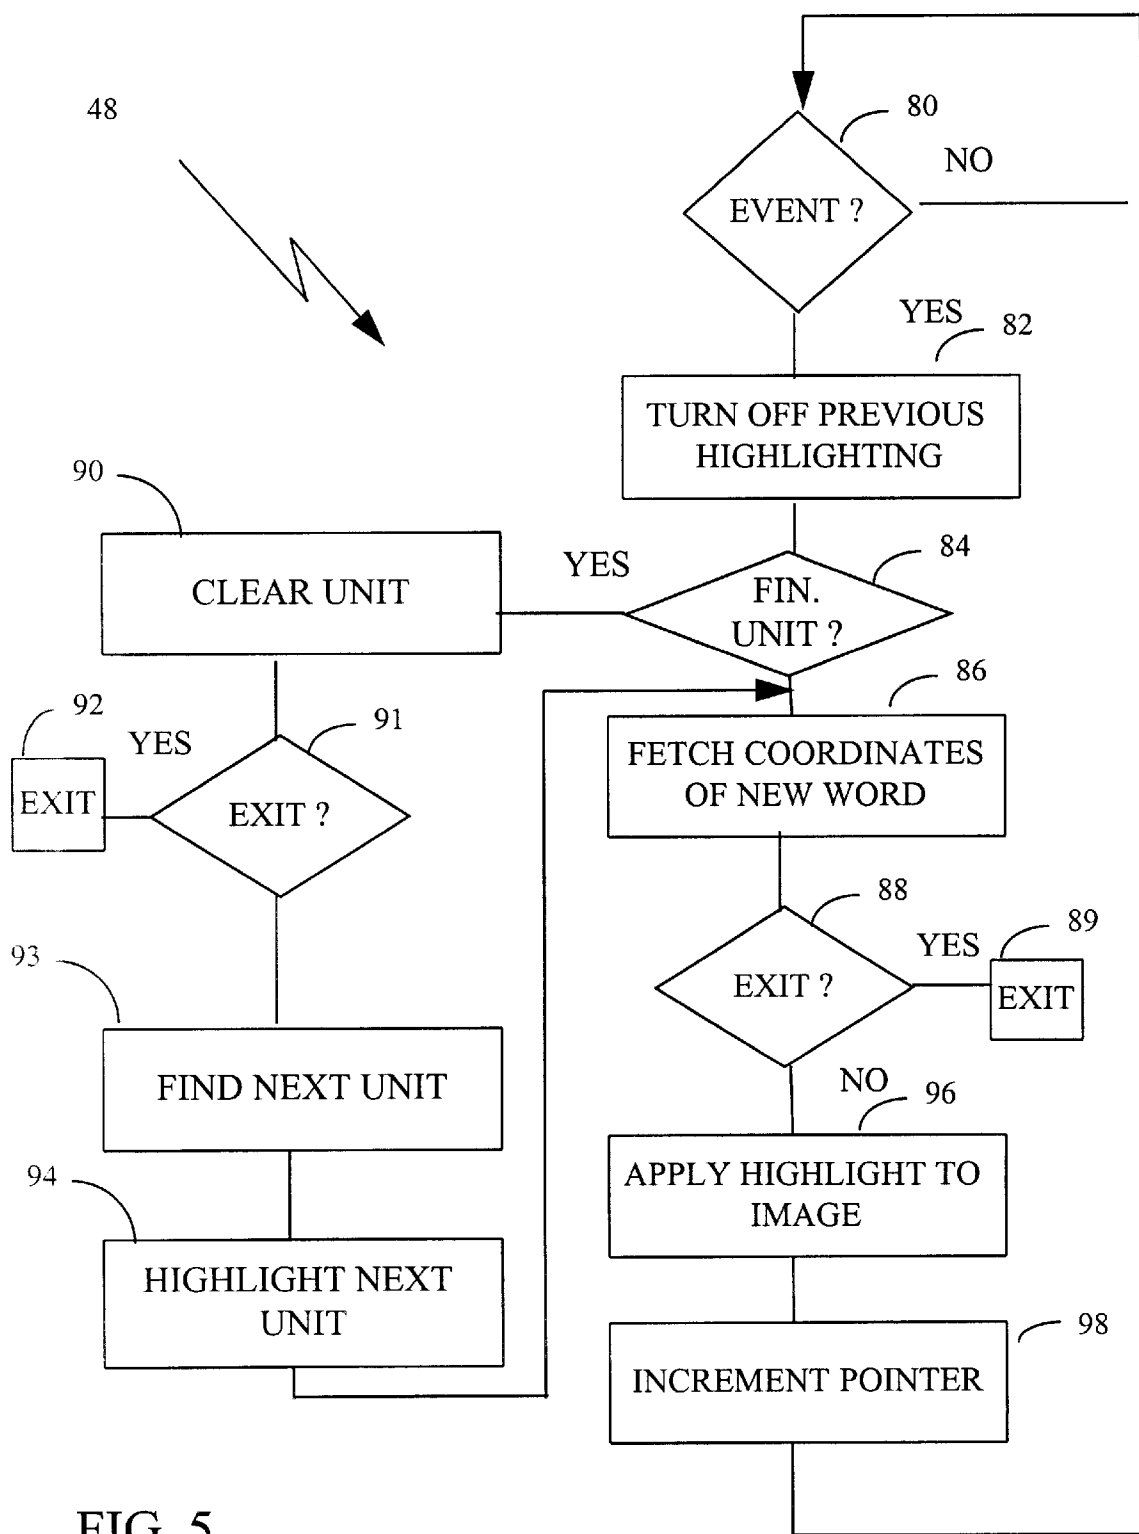 48
80
EVENT ?
NO
YES
82
TURN OFF PREVIOUS
HIGHLIGHTING
90
CLEAR UNIT
YES
84
FIN.
UNIT ?
86
FETCH COORDINATES
OF NEW WORD
92
YES
91
EXIT
EXIT ?
88
EXIT ?
YES
89
EXIT
93
FIND NEXT UNIT
NO
96
APPLY HIGHLIGHT TO
IMAGE
94
HIGHLIGHT NEXT
UNIT
98
INCREMENT POINTER
FIG. 5